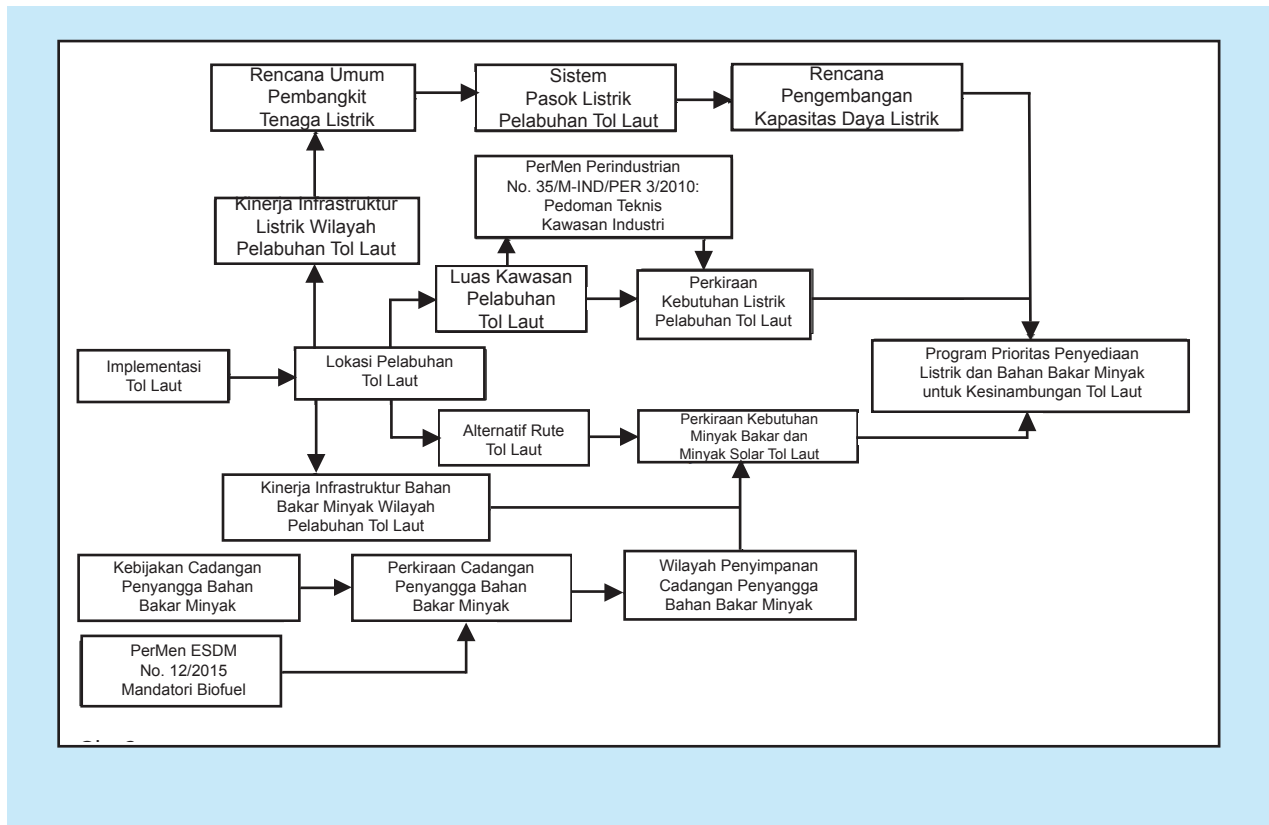 Rencana Umum
Pembangkit
Tenaga Listrik
Sistem
Pasok Listrik
Pelabuhan Tol Laut
Rencana
Pengembangan
Kapasitas Daya Listrik
PerMen Perindustrian
No. 35/M-IND/PER 3/2010:
Pedoman Teknis
Kawasan Industri
Kinerja Infrastruktur
Listrik Wilayah
Pelabuhan Tol Laut
Luas Kawasan
Pelabuhan
Tol Laut
Perkiraan
Kebutuhan Listrik
Pelabuhan Tol Laut
Implementasi
Tol Laut
Lokasi Pelabuhan
Tol Laut
Program Prioritas Penyediaan
Listrik dan Bahan Bakar Minyak
untuk Kesinambungan Tol Laut
Alternatif Rute
Tol Laut
Perkiraan Kebutuhan
Minyak Bakar dan
Minyak Solar Tol Laut
Kinerja Infrastruktur Bahan
Bakar Minyak Wilayah
Pelabuhan Tol Laut
Kebijakan Cadangan
Penyangga Bahan
Bakar Minyak
Perkiraan Cadangan
Penyangga Bahan
Bakar Minyak
Wilayah Penyimpanan
Cadangan Penyangga
Bahan Bakar Minyak
PerMen ESDM
No. 12/2015
Mandatori Biofuel